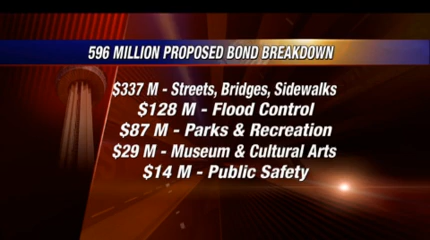 596 MILLION PROPOSED BOND BREAKDOWN
$337 M - Streets, Bridges, Sidewalks
$128 M - Flood Control
$87 M - Parks & Recreation
$29 M - Museum & Cultural Arts
$14 M - Public Safety